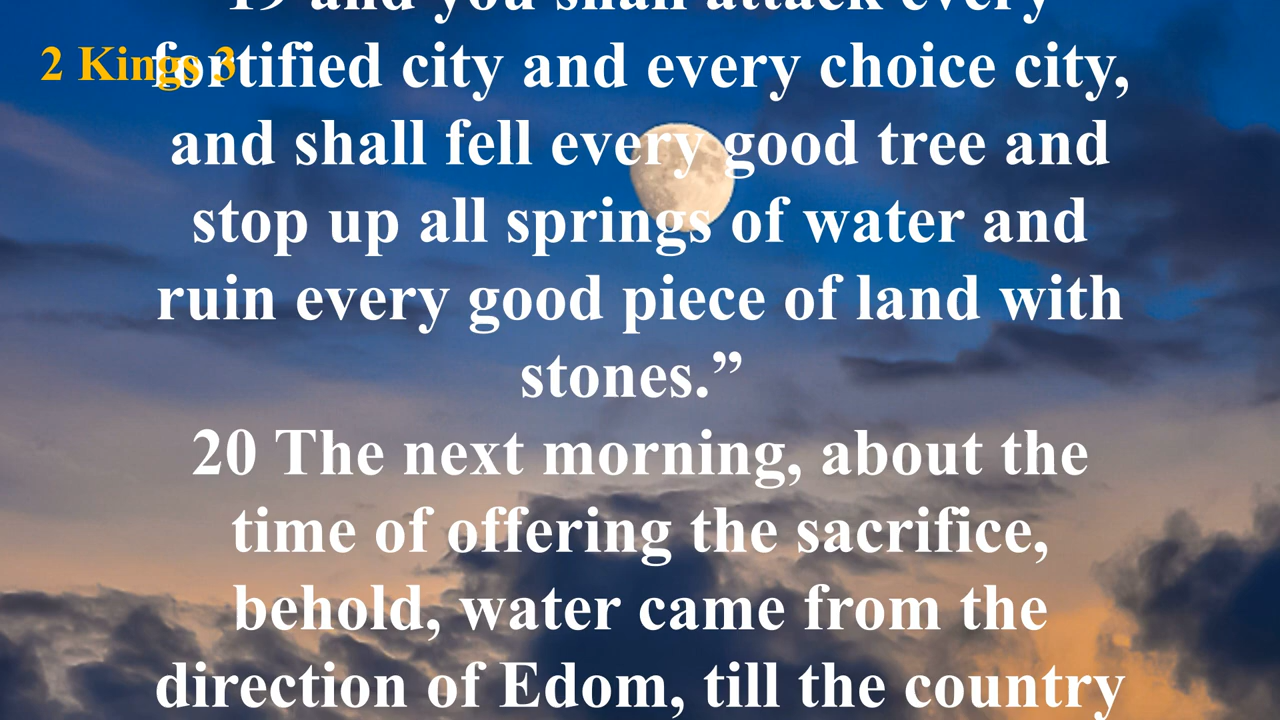 19 and you shall attack every
2 Kings 3
fortified city and every choice city,
and shall fell every good tree and
stop up all springs of water and
ruin every good piece of land with
stones.”
20 The next morning, about the
time of offering the sacrifice,
behold, water came from the
direction of Edom, till the country